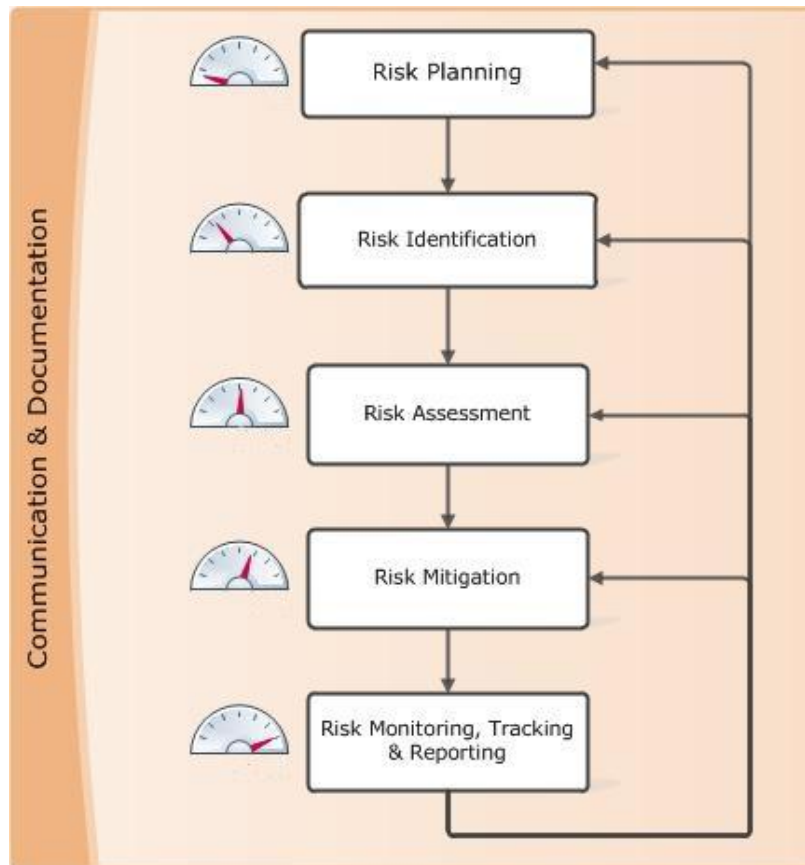 Communication & Documentation
Risk Planning
Risk Identification
Risk Assessment
Risk Mitigation
Risk Monitoring, Tracking
& Reporting